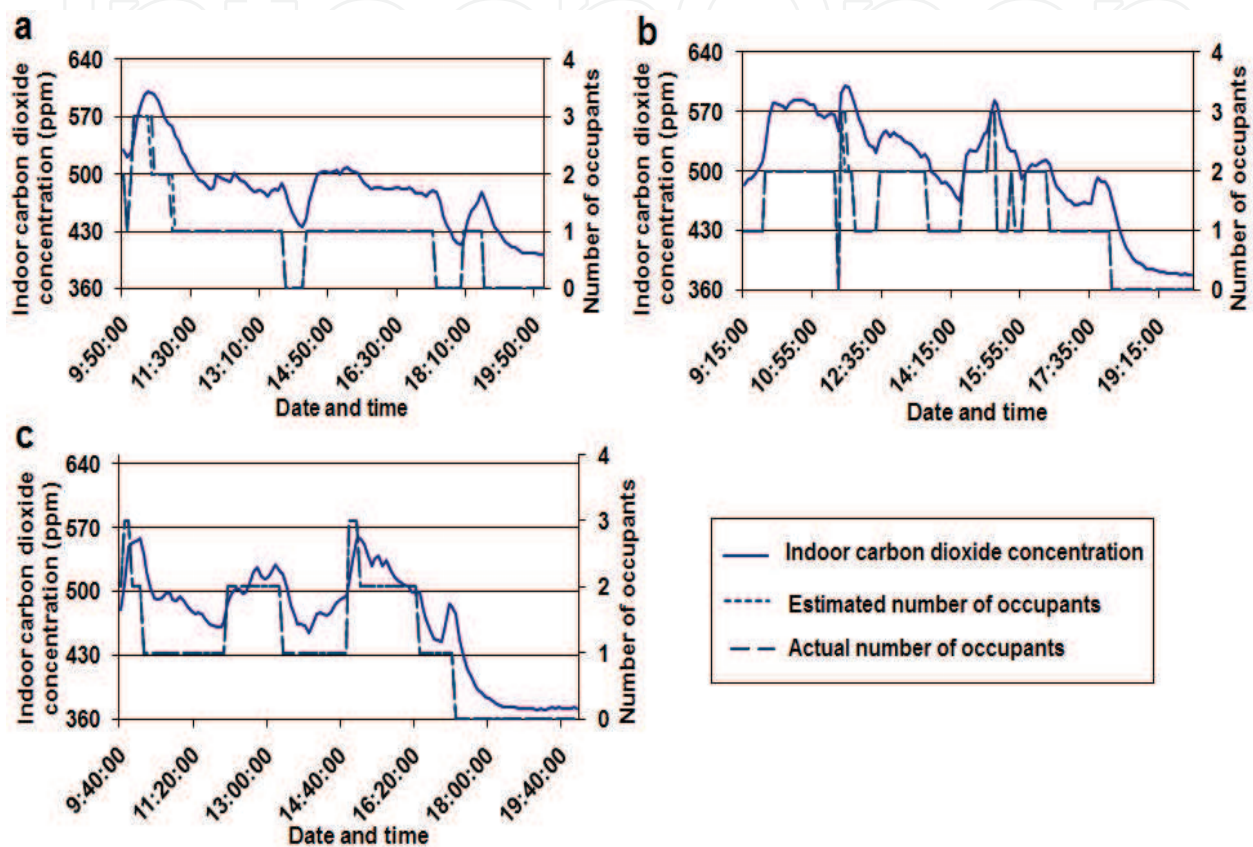 a
Indoor carbon dioxide
concentration (ppm)
640
570
500
430
360
4
3
2
1
0
Number of occupants
9:50:00
11:30:00
13:10:00
14:50:00
16:30:00
18:10:00
19:50:00
Date and time
b
Indoor carbon dioxide
concentration (ppm)
640
570
500
430
360
4
3
2
1
0
Number of occupants
9:15:00
10:55:00
12:35:00
14:15:00
15:55:00
17:35:00
19:15:00
Date and time
c
Indoor carbon dioxide
concentration (ppm)
640
570
500
430
360
4
3
2
1
0
Number of occupants
9:40:00
11:20:00
13:00:00
14:40:00
16:20:00
18:00:00
19:40:00
Date and time
Indoor carbon dioxide concentration
Estimated number of occupants
Actual number of occupants